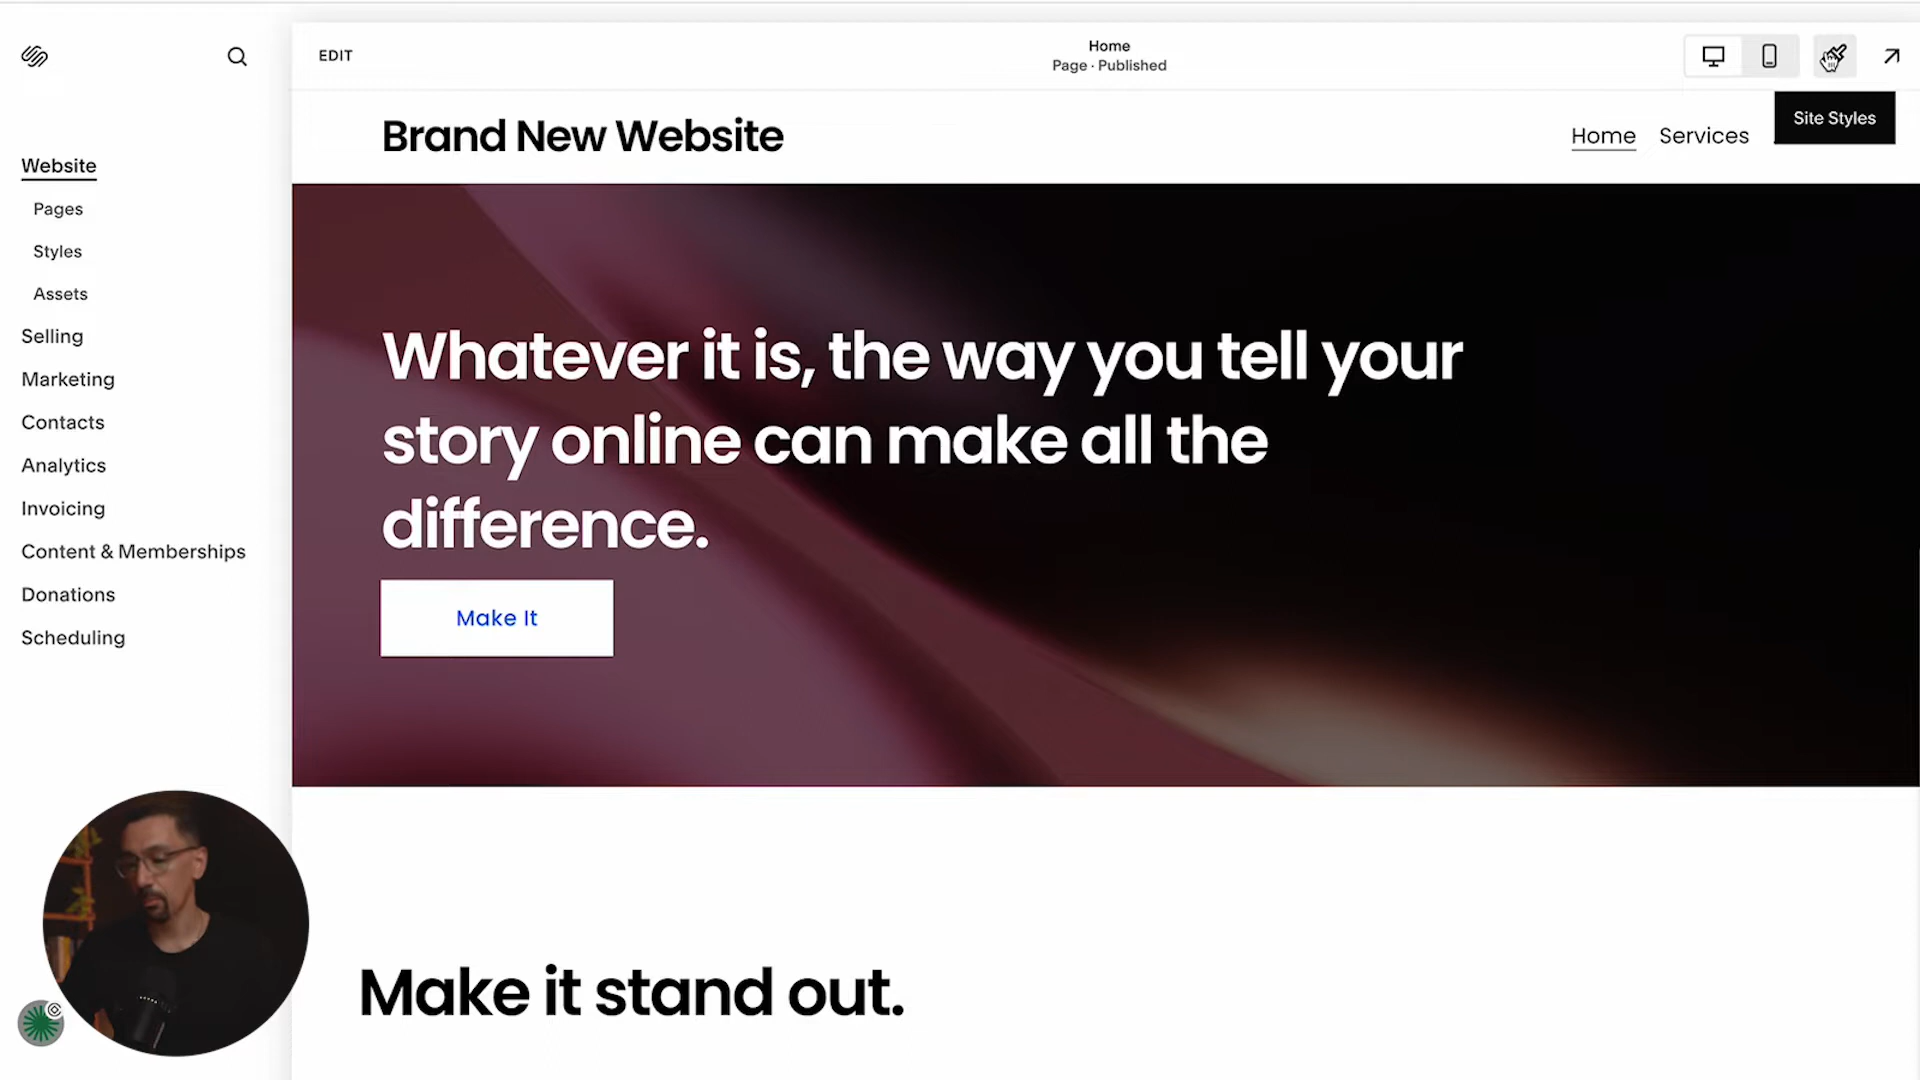 EDIT
Home
Page · Published
Site Styles
Brand New Website
Home Services
Website
Pages
Styles
Assets
Selling
Marketing
Contacts
Analytics
Invoicing
Content & Memberships
Donations
Scheduling
Whatever it is, the way you tell your
story online can make all the
difference.
Make It
Make it stand out.